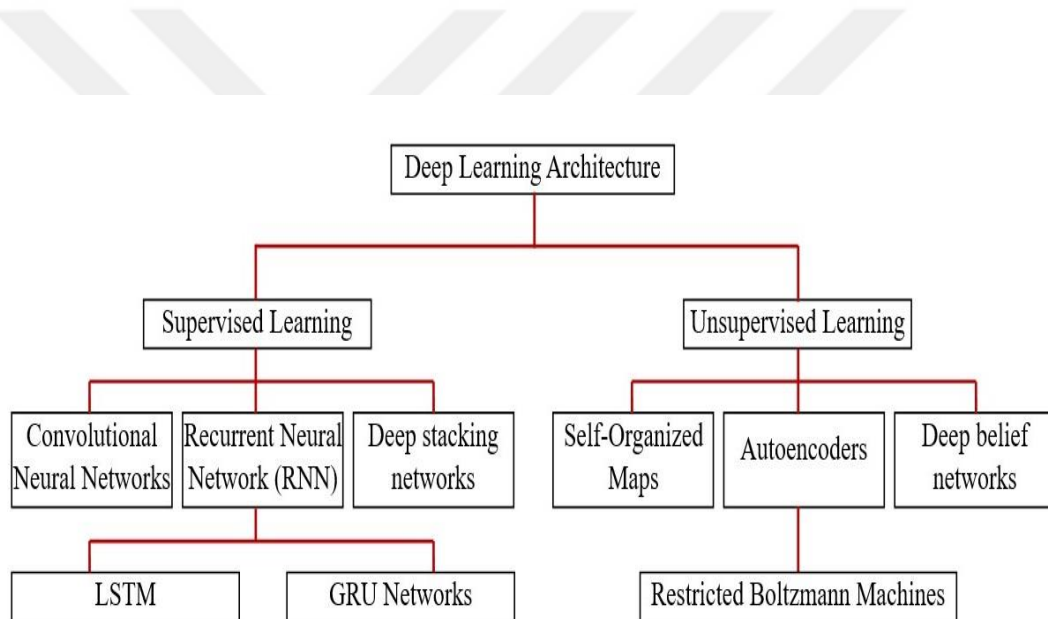 Deep Learning Architecture
Supervised Learning
Unsupervised Learning
Convolutional
Neural Networks
Recurrent Neural
Network (RNN)
Deep stacking
networks
Self-Organized
Maps
Autoencoders
Deep belief
networks
LSTM
GRU Networks
Restricted Boltzmann Machines